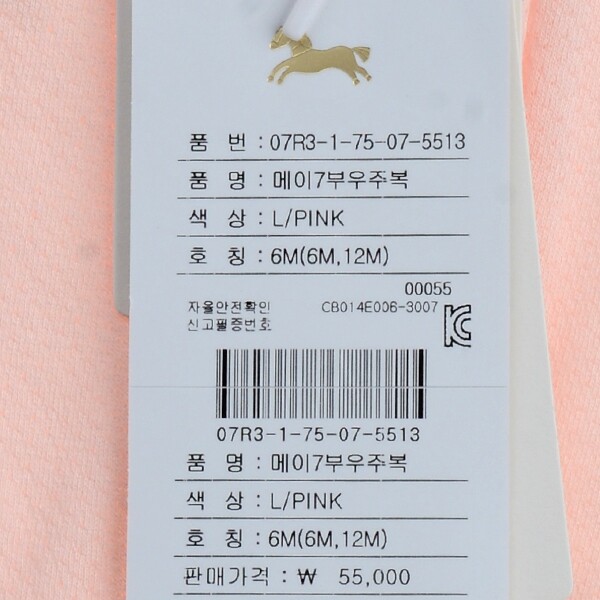 품 번 : 07R3-1-75-07-5513
품 명 : 메이7부우주복
색 상 : L/PINK
호 칭 : 6M(6M,12M)
00055
자율안전확인 CB014E006-3007
신고필증번호
07R3-1-75-07-5513
품 명 : 메이7부우주복
색 상 : L/PINK
호 칭 : 6M(6M,12M)
판매가격 : ₩ 55,000